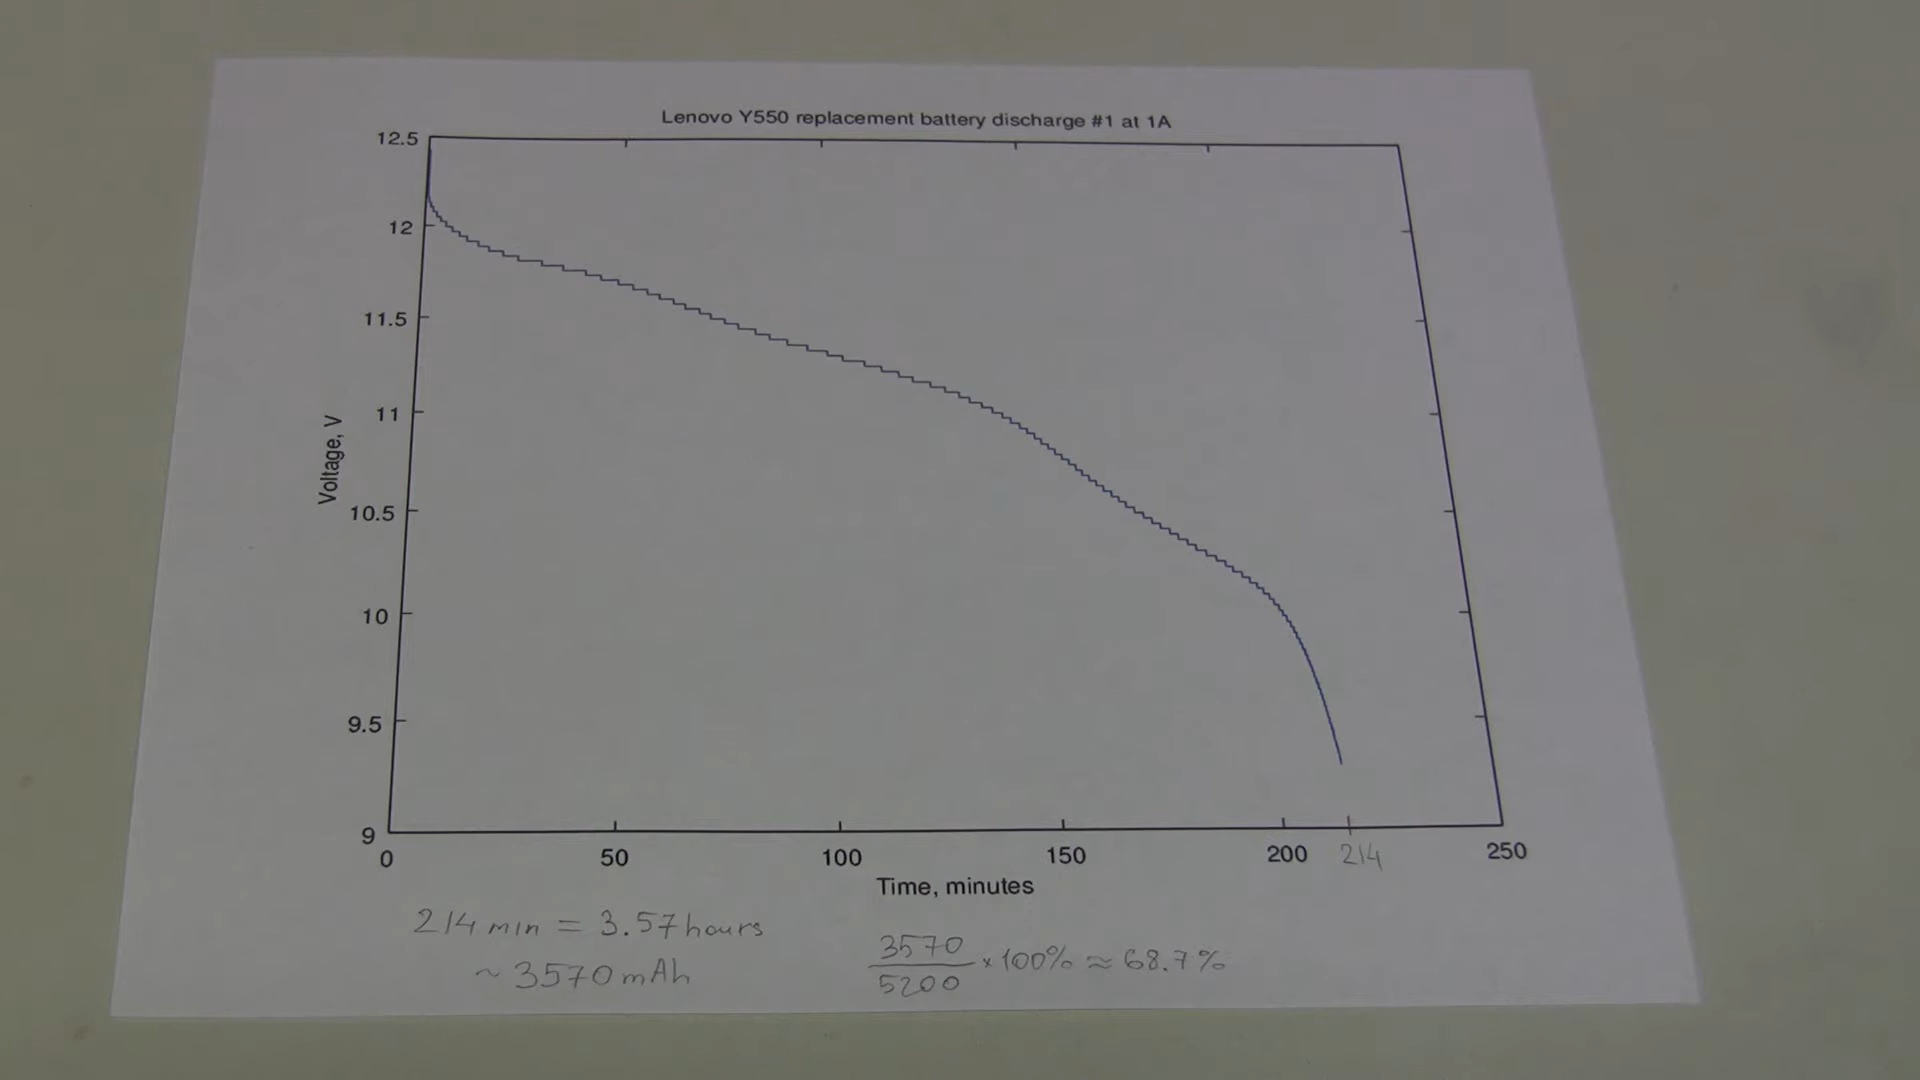 Lenovo Y550 replacement battery discharge #1 at 1A
12.5
12
11.5
11
10.5
10
9.5
9
Voltage, V
0 50 100 150 200 214 250
Time, minutes
214 min = 3.57 hours
~ 3570 mAh
3570
5200
× 100% ≈ 68.7%